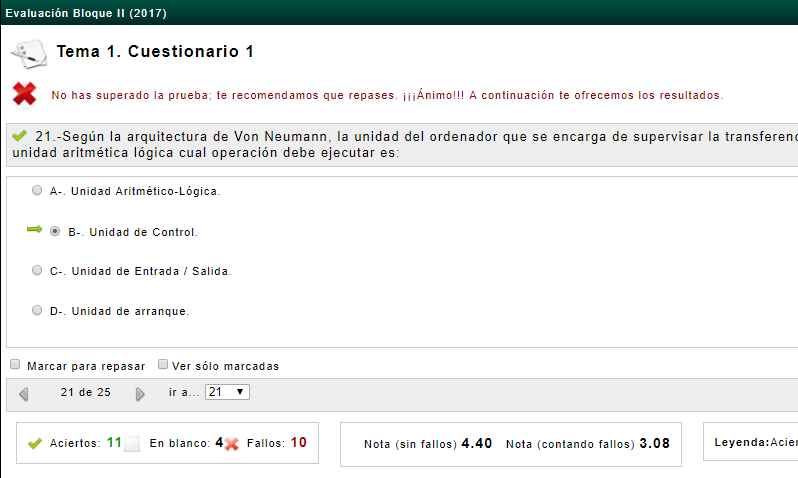 Evaluación Bloque II (2017)
Tema 1. Cuestionario 1
No has superado la prueba; te recomendamos que repases. ¡¡¡Ánimo!!! A continuación te ofrecemos los resultados.
21.-Según la arquitectura de Von Neumann, la unidad del ordenador que se encarga de supervisar la transferenc
unidad aritmética lógica cual operación debe ejecutar es:
A-. Unidad Aritmético-Lógica.
B-. Unidad de Control.
C-. Unidad de Entrada / Salida.
D-. Unidad de arranque.
Marcar para repasar Ver sólo marcadas
21 de 25 ir a... 21
Aciertos: 11 En blanco: 4 Fallos: 10 Nota (sin fallos) 4.40 Nota (contando fallos) 3.08 Leyenda:Acier